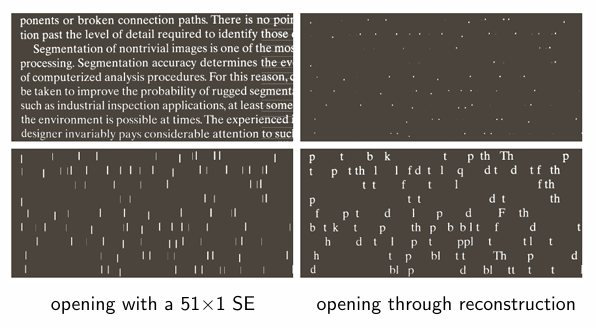 ponents or broken connection paths. There is no poin
tion past the level of detail required to identify those
Segmentation of nontrivial images is one of the mos
processing. Segmentation accuracy determines the eve
of computerized analysis procedures. For this reason, c
be taken to improve the probability of rugged segmenta
such as industrial inspection applications, at least some
the environment is possible at times. The experienced i
designer invariably pays considerable attention to such
p t b k t p th Th p
t p t th l f d t l q d t d t f th
t t f t l f th
p t t d t th
f p t d l p d F th
b t k t p th p b b l t f d t
h d t l p t ppl t t l t
h t p bl tt Th p d
d bl p d bl tt t t l
opening with a 51×1 SE
opening through reconstruction